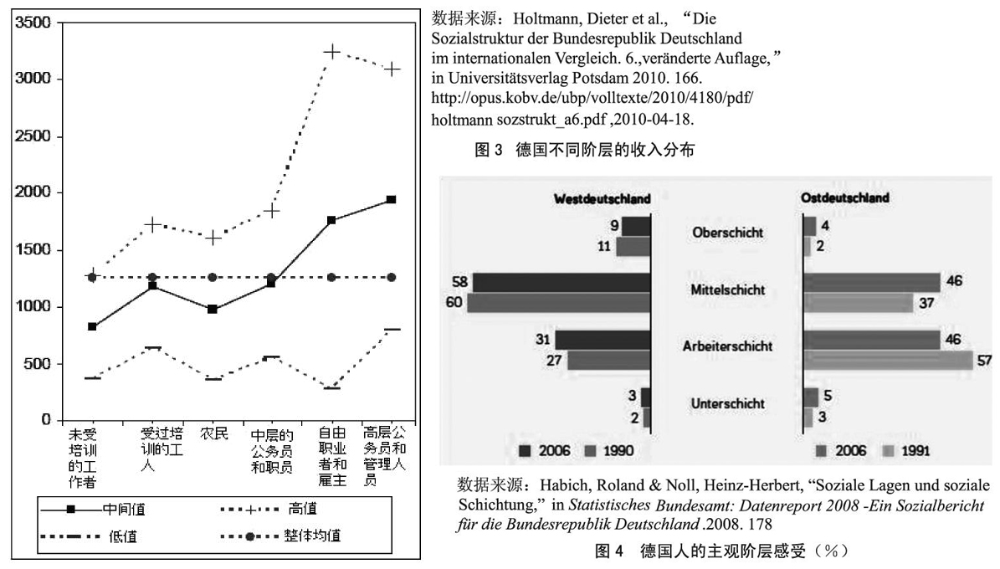 3500
3000
2500
2000
1500
1000
500
0
未受
培训
的工
作者
受过培
训的工
人
农民
中层的
公务员
和职员
自由
职业
者和
雇主
高层公
务员和
管理人
员
中间值
高值
低值
整体均值
数据来源：Holtmann, Dieter et al., “Die
Sozialstruktur der Bundesrepublik Deutschland
im internationalen Vergleich. 6.,veränderte Auflage,”
in Universitätsverlag Potsdam 2010. 166.
http://opus.kobv.de/ubp/volltexte/2010/4180/pdf/
holtmann sozstrukt_a6.pdf ,2010-04-18.
图 3 德国不同阶层的收入分布
Westdeutschland
Ostdeutschland
9
Oberschicht
4
11
2
58
Mittelschicht
46
60
37
31
Arbeiterschicht
46
27
57
3
Unterschicht
5
2
3
2006 1990
2006 1991
数据来源：Habich, Roland & Noll, Heinz-Herbert, “Soziale Lagen und soziale
Schichtung,” in Statistisches Bundesamt: Datenreport 2008 -Ein Sozialbericht
für die Bundesrepublik Deutschland .2008. 178
图 4 德国人的主观阶层感受（%）